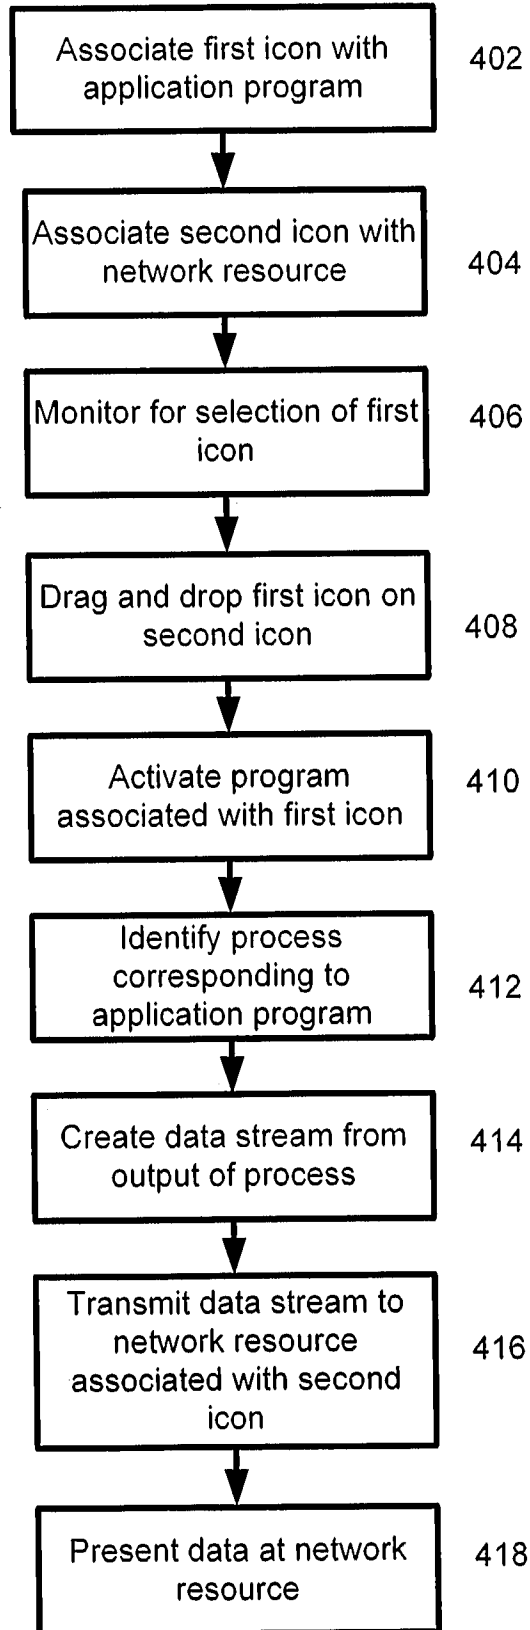 Associate first icon with
application program
402
Associate second icon with
network resource
404
Monitor for selection of first
icon
406
Drag and drop first icon on
second icon
408
Activate program
associated with first icon
410
Identify process
corresponding to
application program
412
Create data stream from
output of process
414
Transmit data stream to
network resource
associated with second
icon
416
Present data at network
resource
418